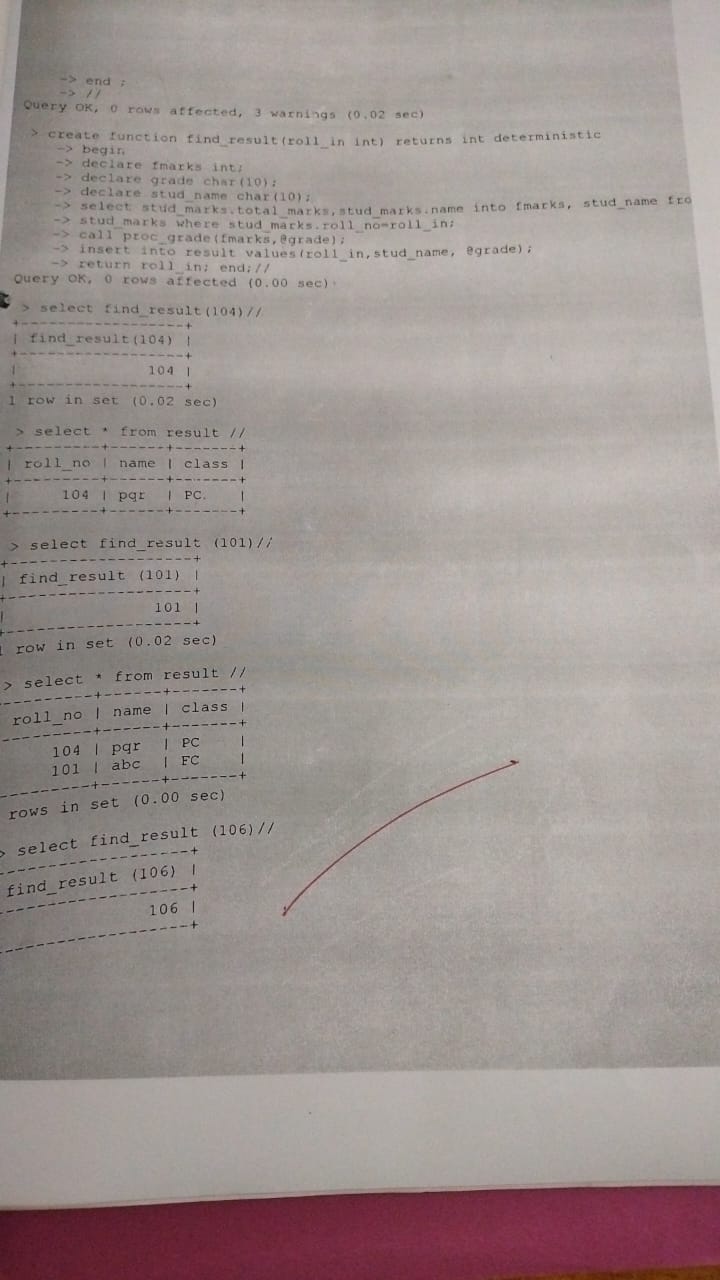 -> end ;
-> //
Query OK, 0 rows affected, 3 warnings (0.02 sec)
> create function find_result(roll_in int) returns int deterministic
-> begin
-> declare fmarks int;
-> declare grade char(10);
-> declare stud_name char(10);
-> select stud_marks.total_marks,stud_marks.name into fmarks, stud_name fro
-> stud_marks where stud_marks.roll_no=roll_in;
-> call proc_grade(fmarks,@grade);
-> insert into result values(roll_in,stud_name, @grade);
-> return roll_in; end;//
Query OK, 0 rows affected (0.00 sec)
> select find_result(104)//
+-------------------+
| find_result(104) |
+-------------------+
| 104 |
+-------------------+
1 row in set (0.02 sec)
> select * from result //
+---------+-------+-------+
| roll_no | name | class |
+---------+-------+-------+
| 104 | pqr | PC. |
+---------+-------+-------+
> select find_result (101)//
+-------------------+
| find_result (101) |
+-------------------+
| 101 |
+-------------------+
1 row in set (0.02 sec)
> select * from result //
---------+-------+-------+
roll_no | name | class |
---------+-------+-------+
104 | pqr | PC |
101 | abc | FC |
---------+-------+-------+
rows in set (0.00 sec)
> select find_result (106)//
-------------------+
find_result (106) |
-------------------+
106 |
-------------------+